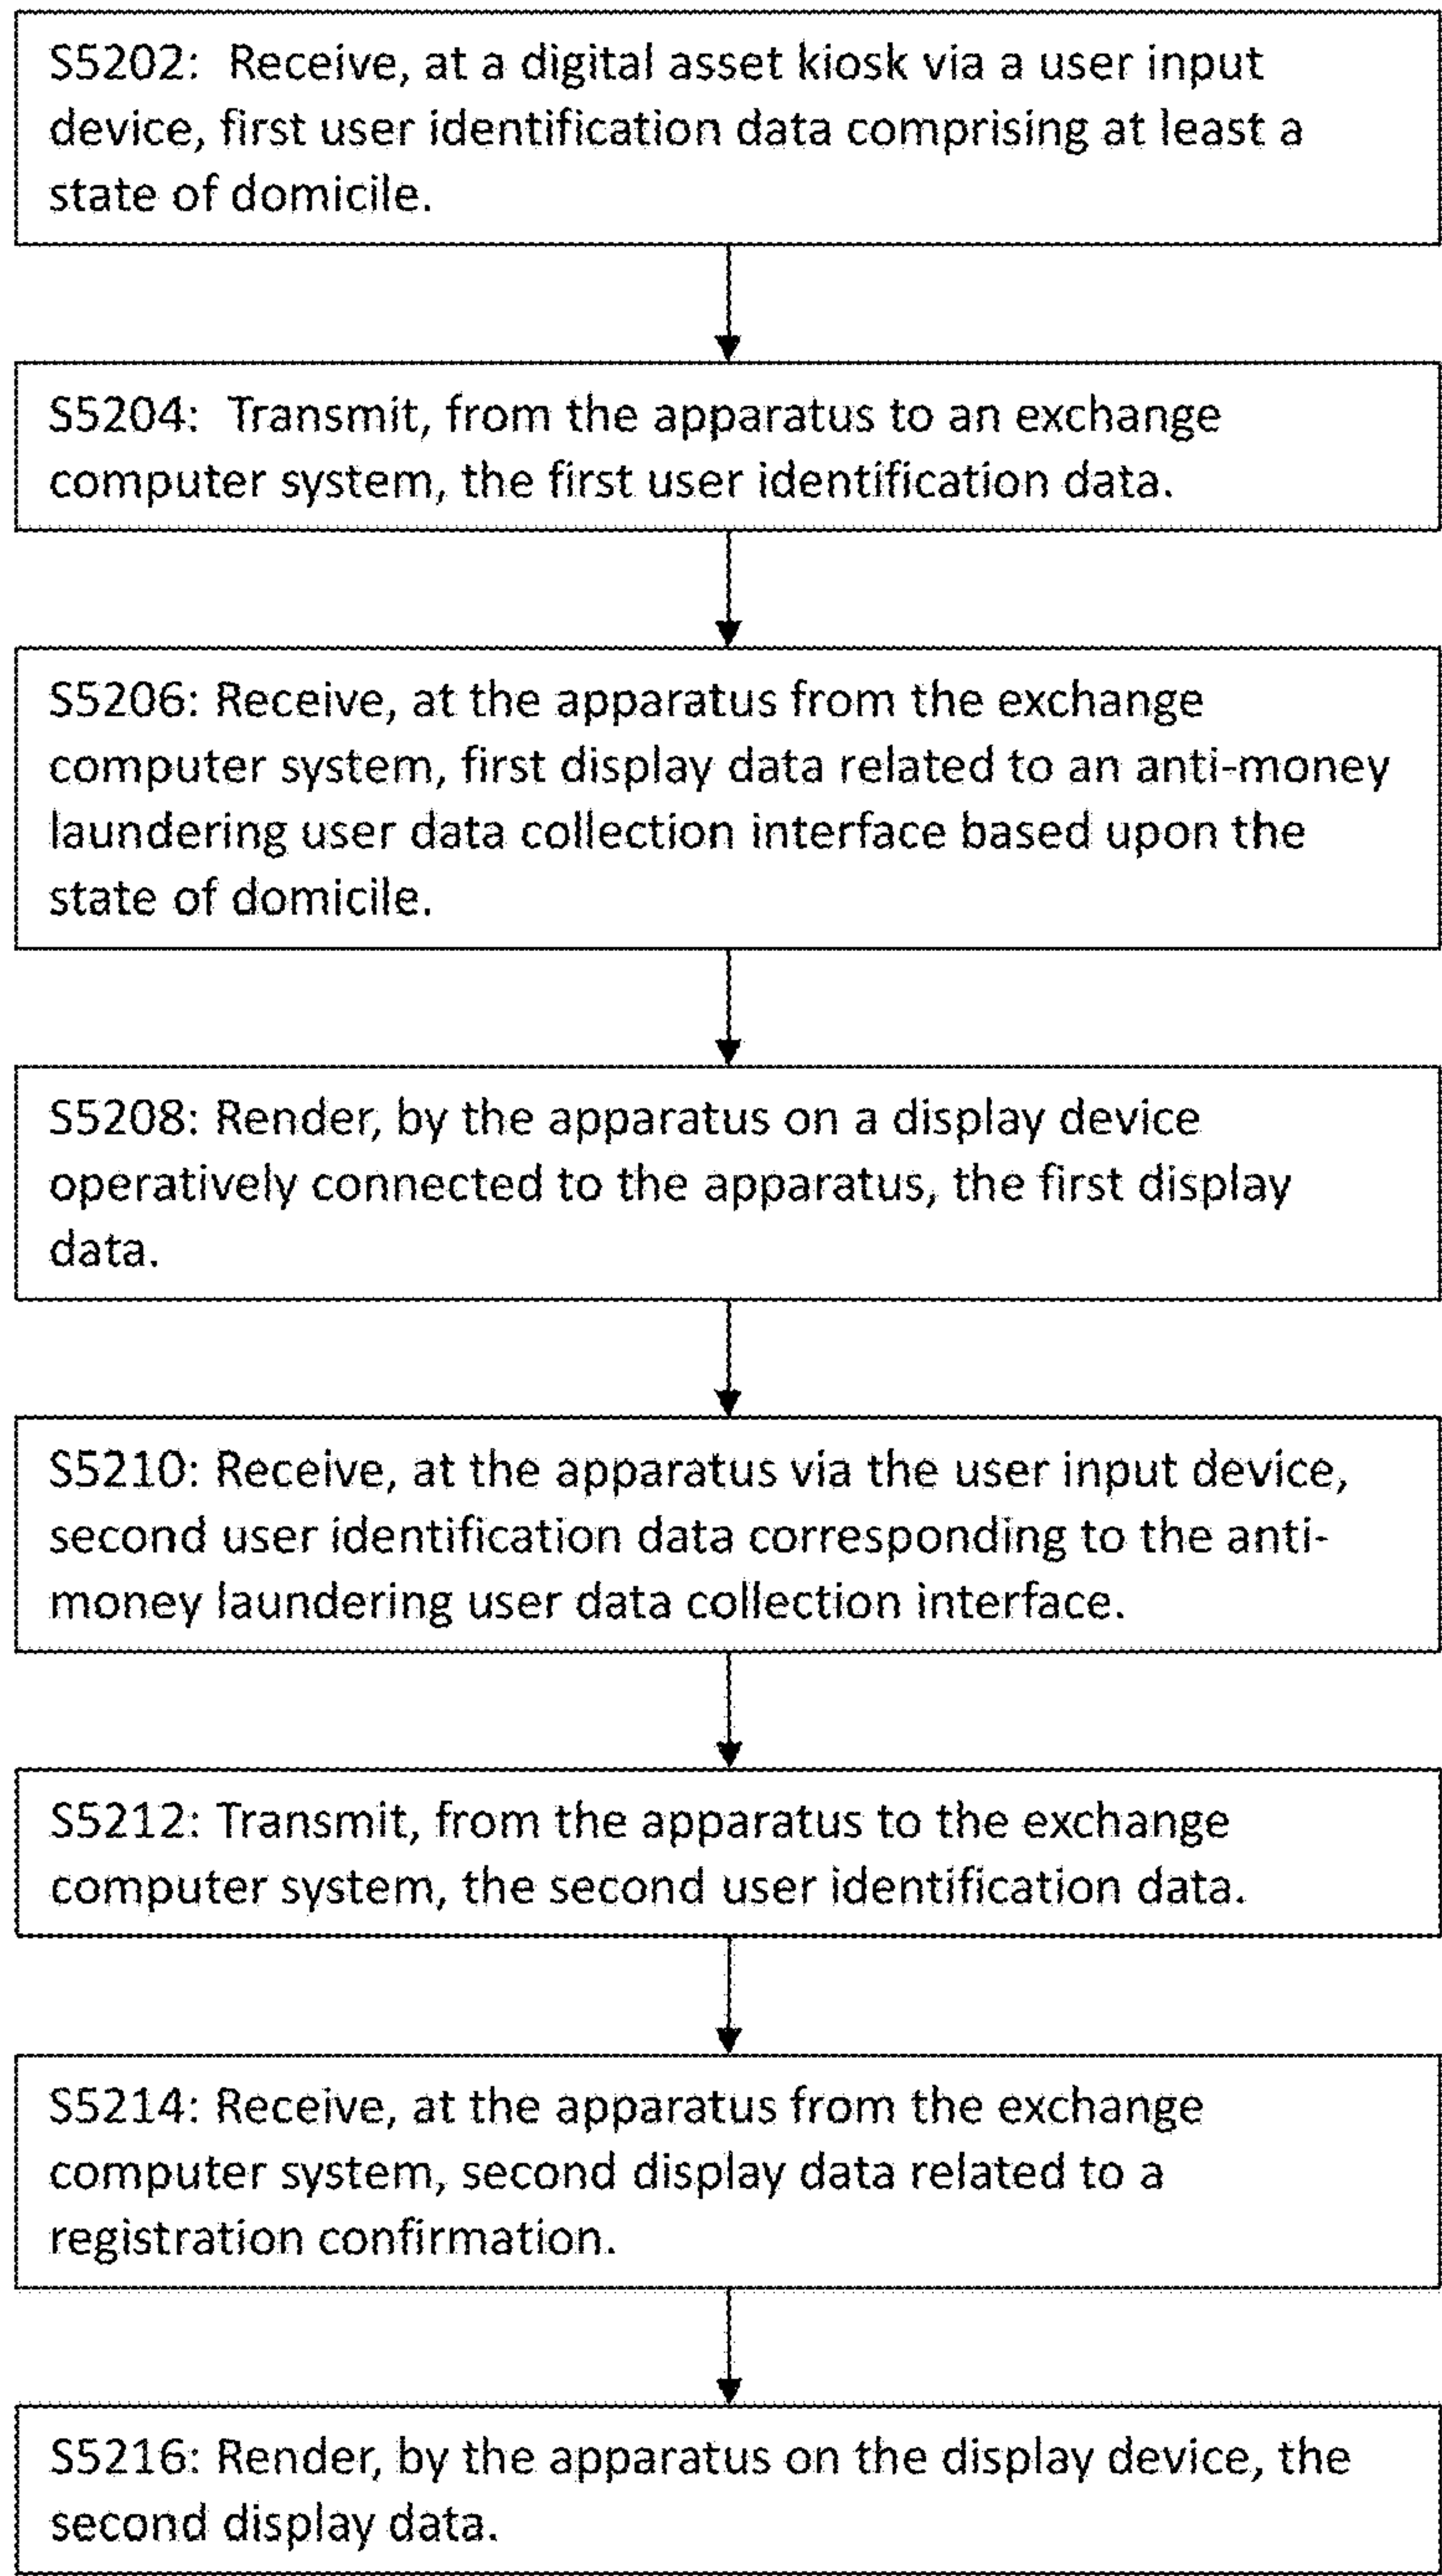 S5202: Receive, at a digital asset kiosk via a user input
device, first user identification data comprising at least a
state of domicile.
S5204: Transmit, from the apparatus to an exchange
computer system, the first user identification data.
S5206: Receive, at the apparatus from the exchange
computer system, first display data related to an anti-money
laundering user data collection interface based upon the
state of domicile.
S5208: Render, by the apparatus on a display device
operatively connected to the apparatus, the first display
data.
S5210: Receive, at the apparatus via the user input device,
second user identification data corresponding to the anti-
money laundering user data collection interface.
S5212: Transmit, from the apparatus to the exchange
computer system, the second user identification data.
S5214: Receive, at the apparatus from the exchange
computer system, second display data related to a
registration confirmation.
S5216: Render, by the apparatus on the display device, the
second display data.